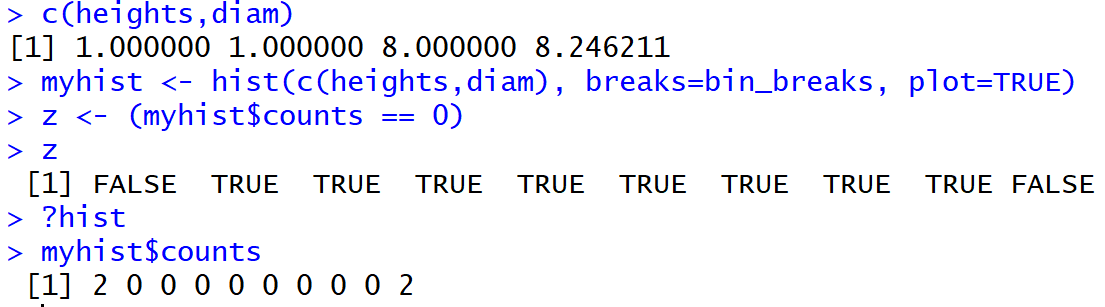 > c(heights,diam)
[1] 1.000000 1.000000 8.000000 8.246211
> myhist <- hist(c(heights,diam), breaks=bin_breaks, plot=TRUE)
> z <- (myhist$counts == 0)
> z
 [1] FALSE  TRUE  TRUE  TRUE  TRUE  TRUE  TRUE  TRUE  TRUE FALSE
> ?hist
> myhist$counts
 [1] 2 0 0 0 0 0 0 0 0 2